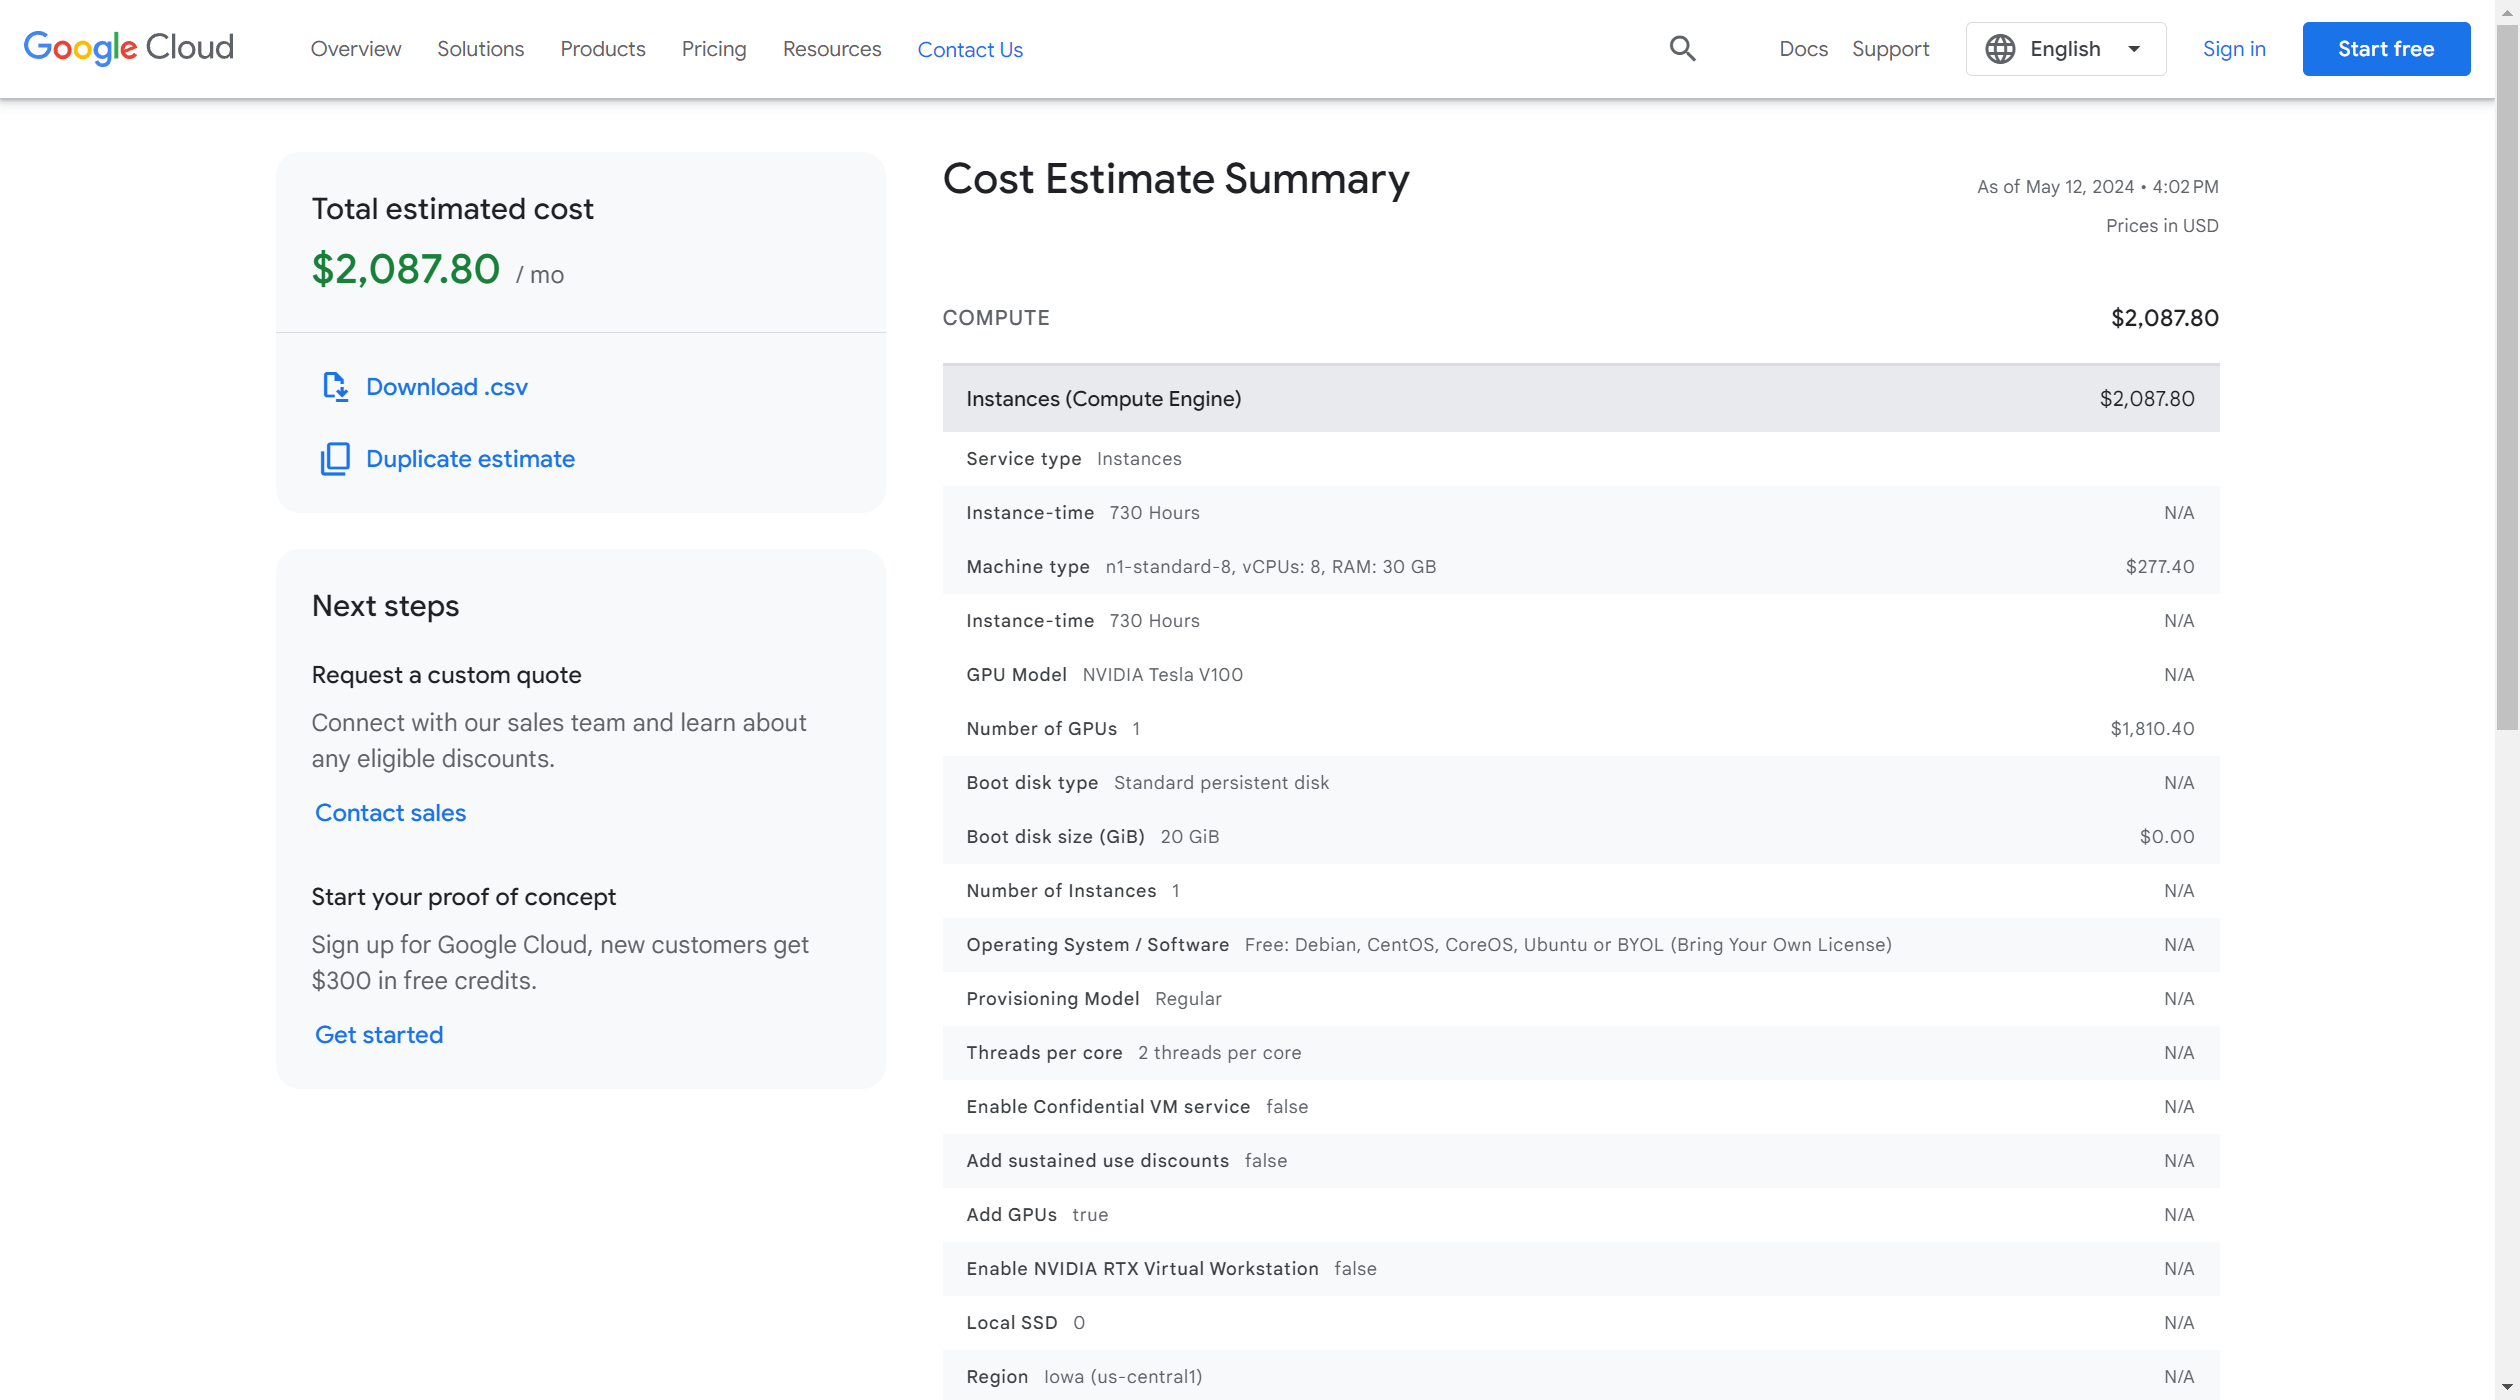 Google Cloud
Overview Solutions Products Pricing Resources Contact Us Docs Support English Sign in Start free
Total estimated cost
$2,087.80 / mo
Download .csv
Duplicate estimate
Next steps
Request a custom quote
Connect with our sales team and learn about
any eligible discounts.
Contact sales
Start your proof of concept
Sign up for Google Cloud, new customers get
$300 in free credits.
Get started
Cost Estimate Summary
As of May 12, 2024 • 4:02 PM
Prices in USD
COMPUTE $2,087.80
Instances (Compute Engine) $2,087.80
Service type Instances
Instance-time 730 Hours N/A
Machine type n1-standard-8, vCPUs: 8, RAM: 30 GB $277.40
Instance-time 730 Hours N/A
GPU Model NVIDIA Tesla V100 N/A
Number of GPUs 1 $1,810.40
Boot disk type Standard persistent disk N/A
Boot disk size (GiB) 20 GiB $0.00
Number of Instances 1 N/A
Operating System / Software Free: Debian, CentOS, CoreOS, Ubuntu or BYOL (Bring Your Own License) N/A
Provisioning Model Regular N/A
Threads per core 2 threads per core N/A
Enable Confidential VM service false N/A
Add sustained use discounts false N/A
Add GPUs true N/A
Enable NVIDIA RTX Virtual Workstation false N/A
Local SSD 0 N/A
Region Iowa (us-central1) N/A